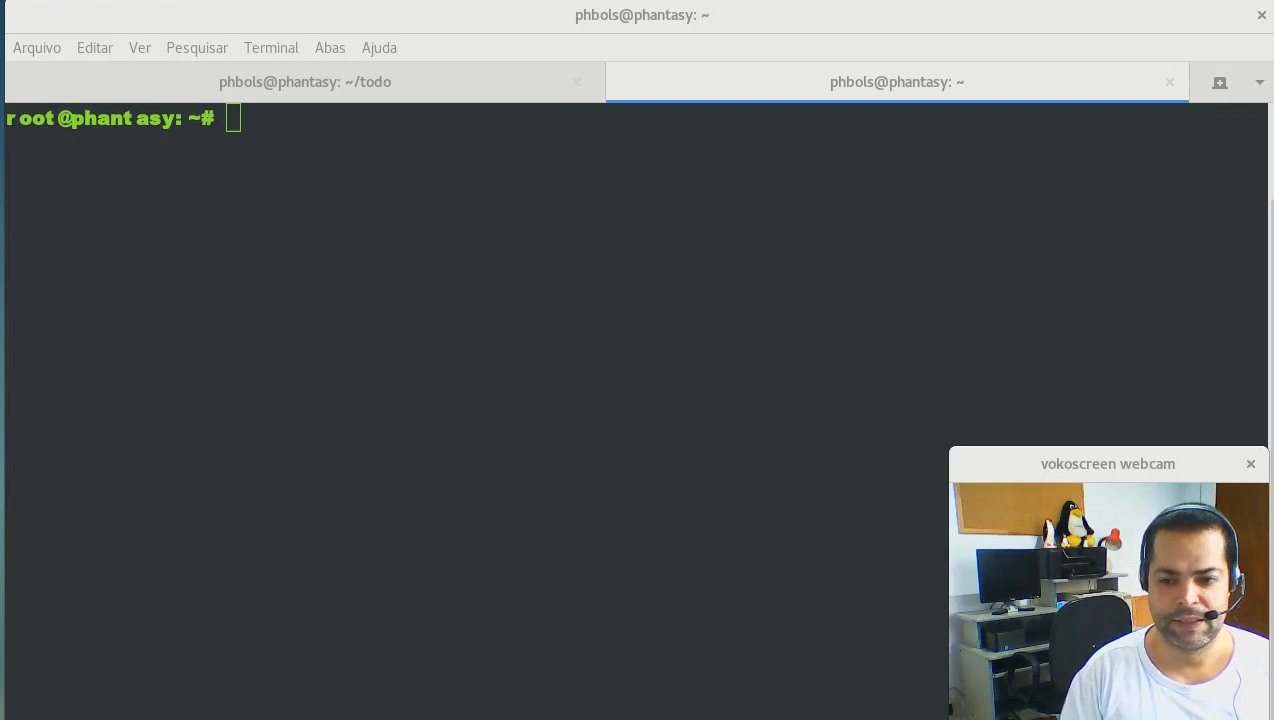 phbols@phantasy: ~
Arquivo Editar Ver Pesquisar Terminal Abas Ajuda
phbols@phantasy: ~/todo
phbols@phantasy: ~
root@phantasy:~#
vokoscreen webcam